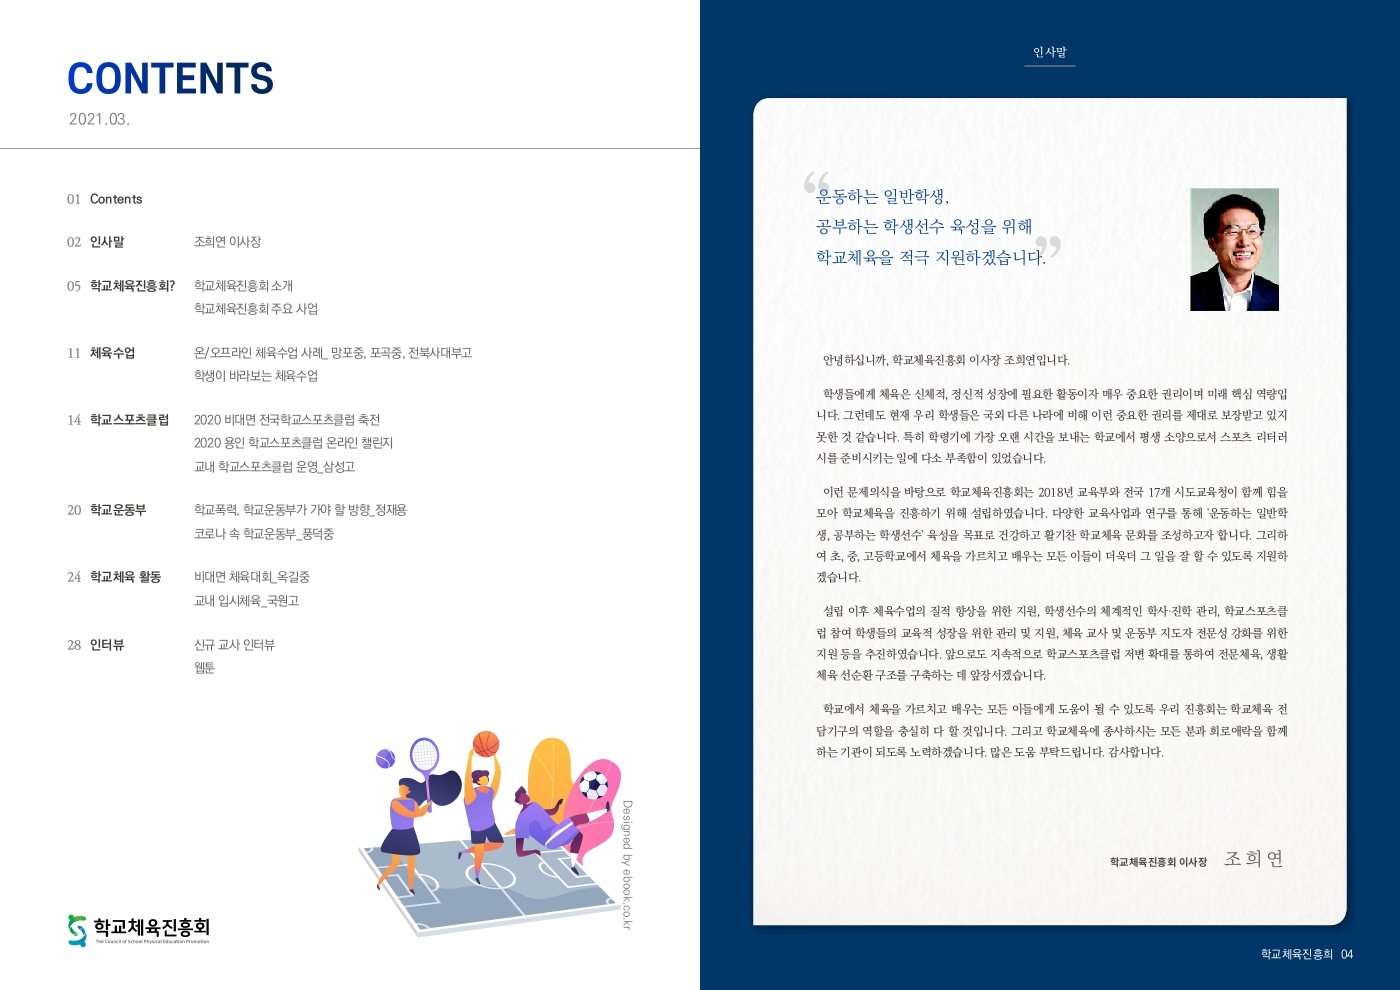 CONTENTS
2021.03.
01 Contents
02 인사말 조희연 이사장
05 학교체육진흥회? 학교체육진흥회 소개
학교체육진흥회 주요 사업
11 체육수업 온/오프라인 체육수업 사례_ 망포중, 포곡중, 전북사대부고
학생이 바라보는 체육수업
14 학교스포츠클럽 2020 비대면 전국학교스포츠클럽 축전
2020 용인 학교스포츠클럽 온라인 챌린지
교내 학교스포츠클럽 운영_삼성고
20 학교운동부 학교폭력, 학교운동부가 가야 할 방향_정재용
코로나 속 학교운동부_풍덕중
24 학교체육 활동 비대면 체육대회_옥길중
교내 입시체육_국원고
28 인터뷰 신규 교사 인터뷰
웹툰
Designed by ebook.co.kr
학교체육진흥회
The Council of School Physical Education Promotion
인사말
“운동하는 일반학생,
공부하는 학생선수 육성을 위해
학교체육을 적극 지원하겠습니다.”
안녕하십니까, 학교체육진흥회 이사장 조희연입니다.
학생들에게 체육은 신체적, 정신적 성장에 필요한 활동이자 매우 중요한 권리이며 미래 핵심 역량입
니다. 그런데도 현재 우리 학생들은 국외 다른 나라에 비해 이런 중요한 권리를 제대로 보장받고 있지
못한 것 같습니다. 특히 학령기에 가장 오랜 시간을 보내는 학교에서 평생 소양으로서 스포츠 리터러
시를 준비시키는 일에 다소 부족함이 있었습니다.
이런 문제의식을 바탕으로 학교체육진흥회는 2018년 교육부와 전국 17개 시도교육청이 함께 힘을
모아 학교체육을 진흥하기 위해 설립하였습니다. 다양한 교육사업과 연구를 통해 ‘운동하는 일반학
생, 공부하는 학생선수’ 육성을 목표로 건강하고 활기찬 학교체육 문화를 조성하고자 합니다. 그리하
여 초, 중, 고등학교에서 체육을 가르치고 배우는 모든 이들이 더욱더 그 일을 잘 할 수 있도록 지원하
겠습니다.
설립 이후 체육수업의 질적 향상을 위한 지원, 학생선수의 체계적인 학사·진학 관리, 학교스포츠클
럽 참여 학생들의 교육적 성장을 위한 관리 및 지원, 체육 교사 및 운동부 지도자 전문성 강화를 위한
지원 등을 추진하였습니다. 앞으로도 지속적으로 학교스포츠클럽 저변 확대를 통하여 전문체육, 생활
체육 선순환 구조를 구축하는 데 앞장서겠습니다.
학교에서 체육을 가르치고 배우는 모든 이들에게 도움이 될 수 있도록 우리 진흥회는 학교체육 전
담기구의 역할을 충실히 다 할 것입니다. 그리고 학교체육에 종사하시는 모든 분과 희로애락을 함께
하는 기관이 되도록 노력하겠습니다. 많은 도움 부탁드립니다. 감사합니다.
학교체육진흥회 이사장 조희연
학교체육진흥회 04